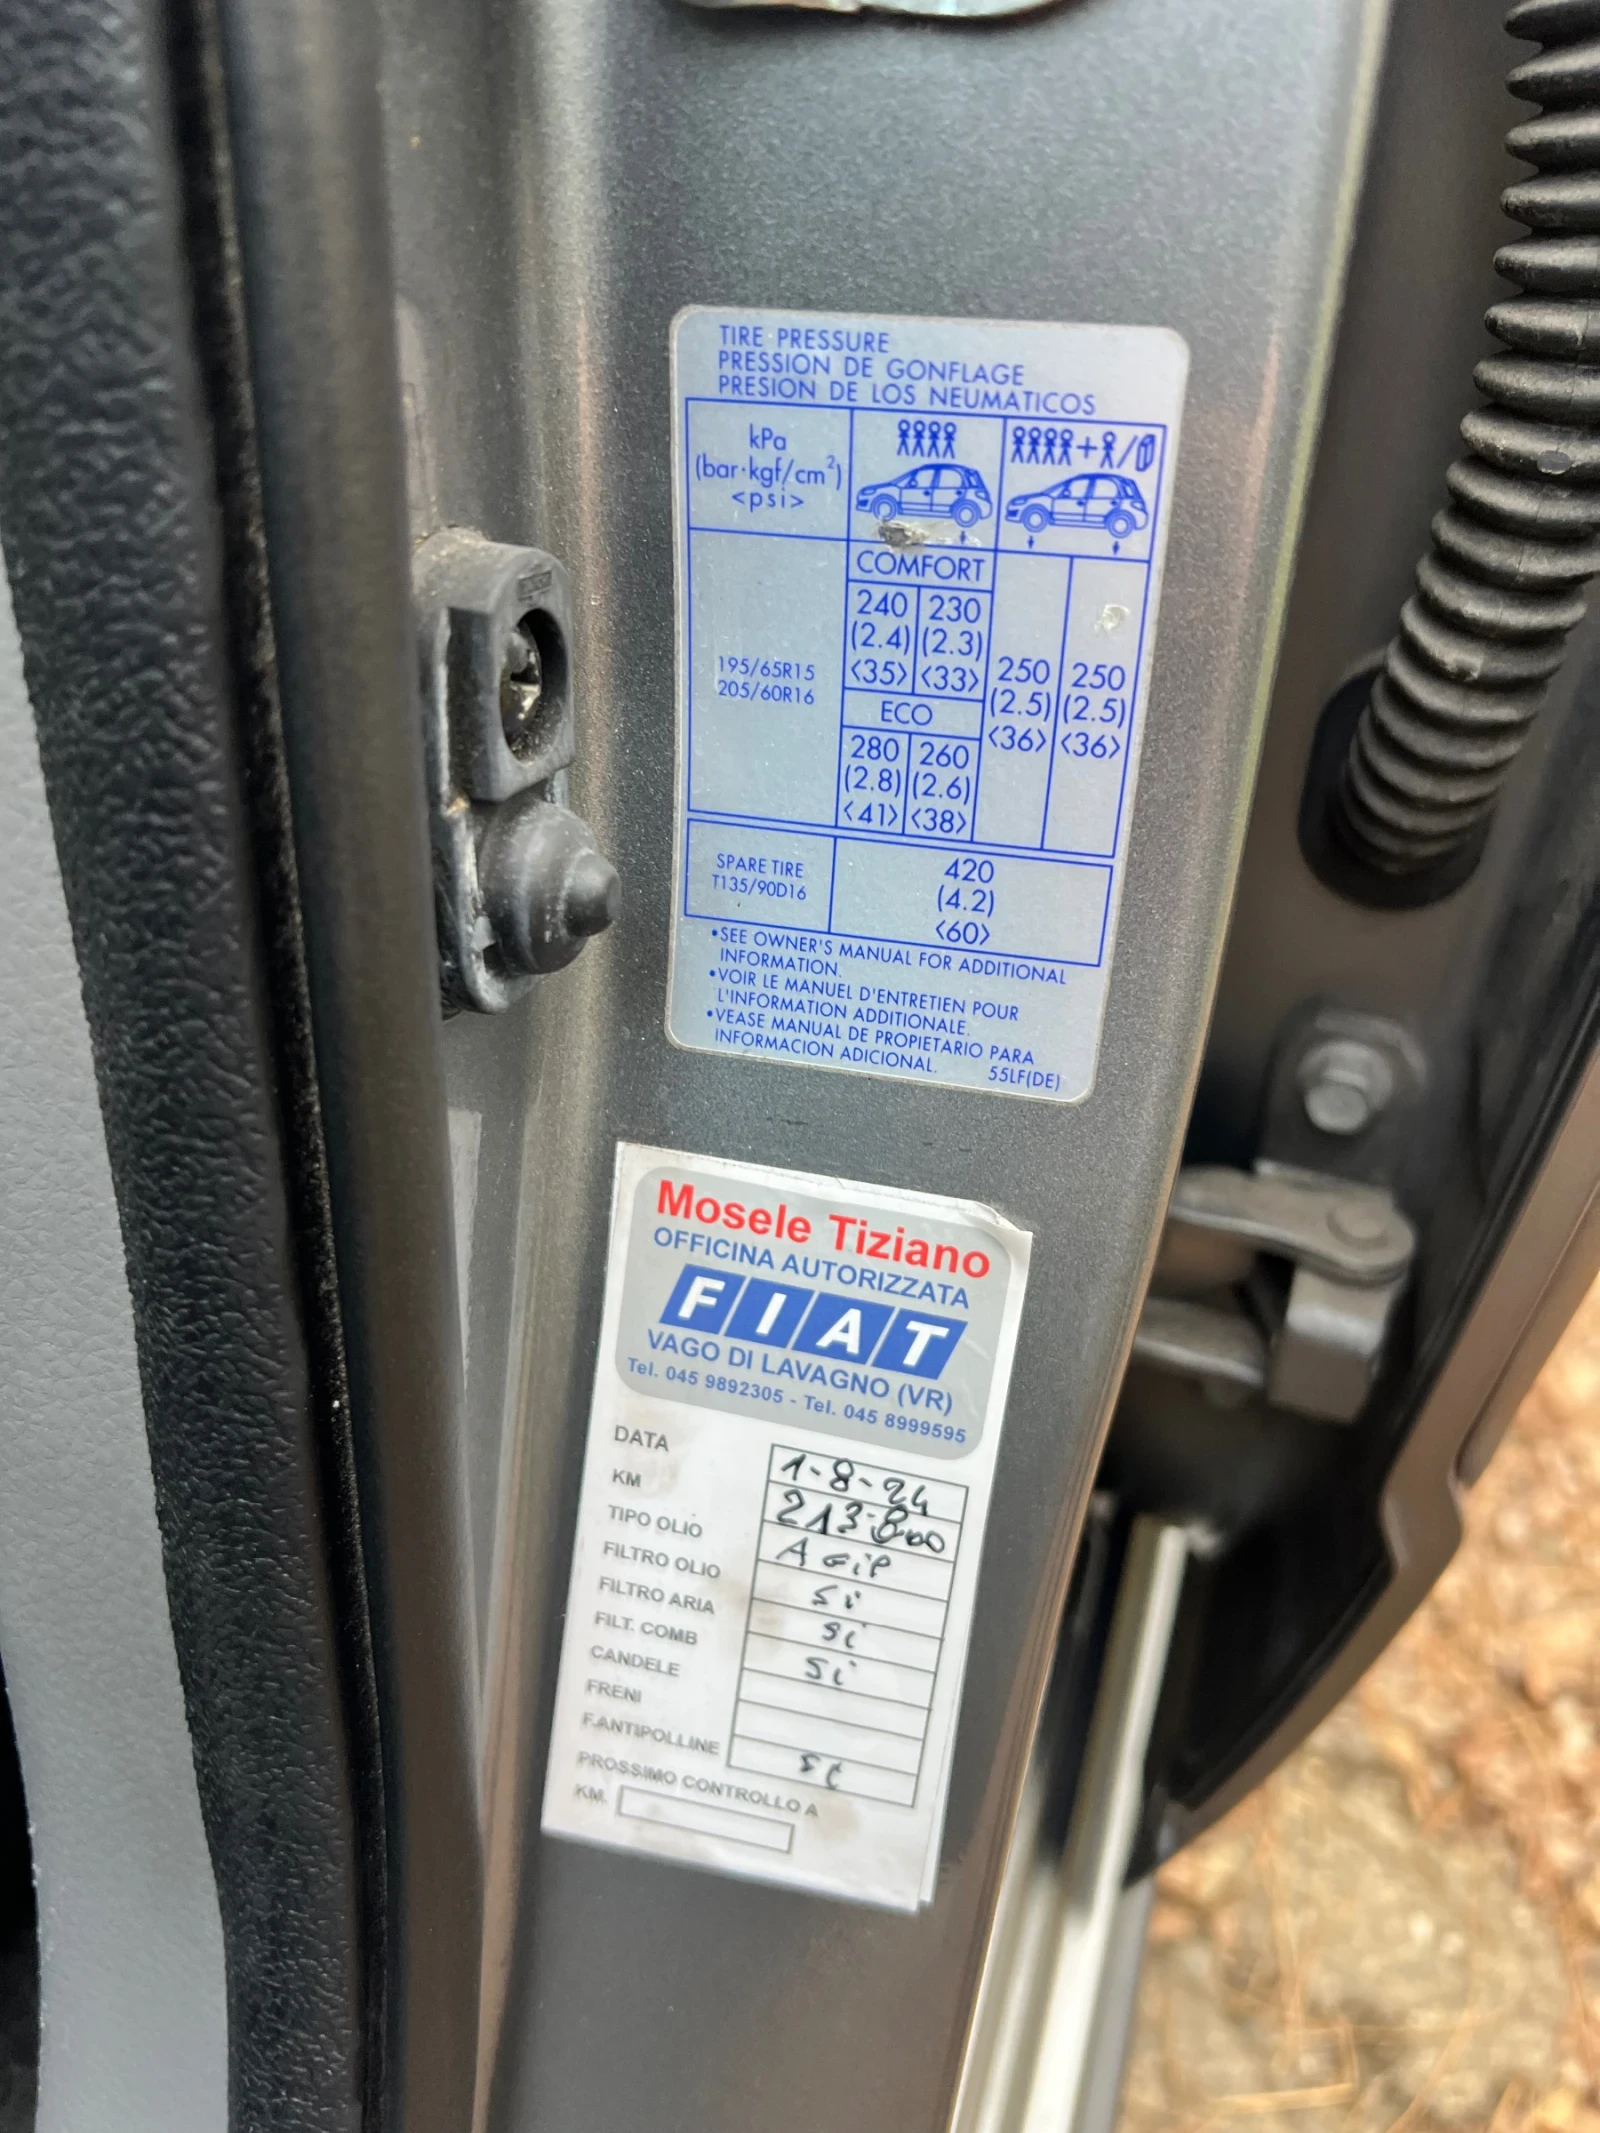 TIRE PRESSURE
PRESSION DE GONFLAGE
PRESION DE LOS NEUMATICOS
kPa
(bar·kgf/cm²)
<psi>
+ /
195/65R15
205/60R16
COMFORT
240 230
(2.4) (2.3)
<35> <33>
ECO
280 260
(2.8) (2.6)
<41> <38>
250 250
(2.5) (2.5)
<36> <36>
SPARE TIRE
T135/90D16
420
(4.2)
<60>
•SEE OWNER'S MANUAL FOR ADDITIONAL
INFORMATION.
•VOIR LE MANUEL D'ENTRETIEN POUR
L'INFORMATION ADDITIONALE.
•VEASE MANUAL DE PROPIETARIO PARA
INFORMACION ADICIONAL. 55LF(DE)
Mosele Tiziano
OFFICINA AUTORIZZATA
FIAT
VAGO DI LAVAGNO (VR)
Tel. 045 9892305 - Tel. 045 8999595
DATA 1-8-24
KM 213.800
TIPO OLIO Agip
FILTRO OLIO si
FILTRO ARIA si
FILT. COMB si
CANDELE
FRENI
F.ANTIPOLLINE si
PROSSIMO CONTROLLO A
KM.